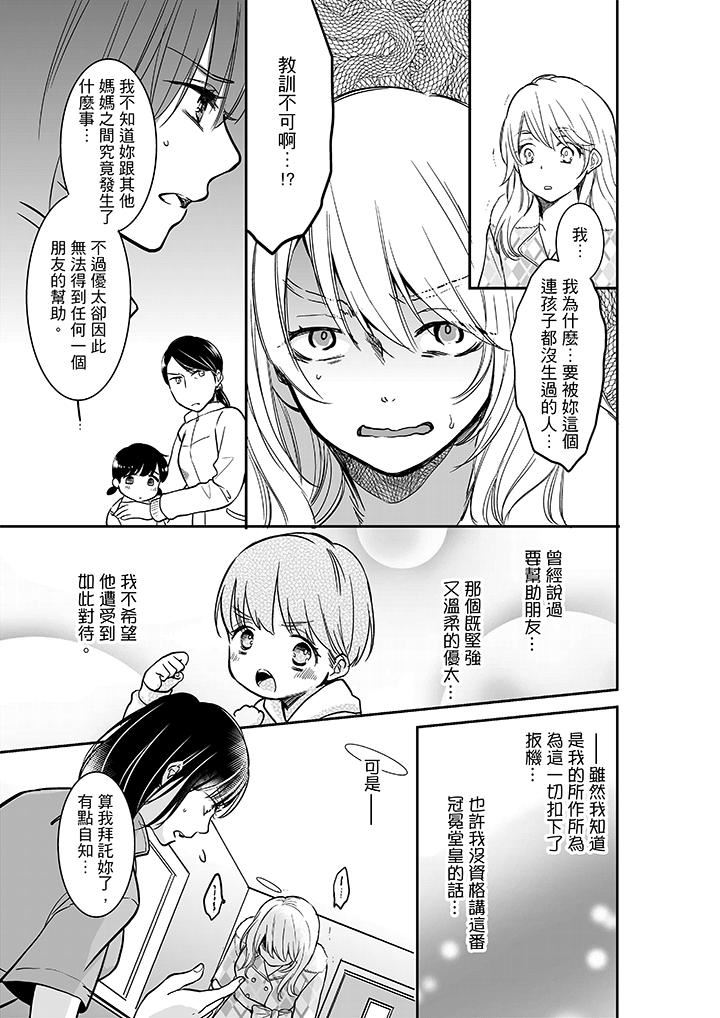 我…
我為什麼…要被妳這個
連孩子都沒生過的人…
教訓不可啊…!?
我不知道妳跟其他
媽媽之間究竟發生了
什麼事…
不過優太卻因此
無法得到任何一個
朋友的幫助。
曾經說過
要幫助朋友…
那個既堅強
又溫柔的優太…
我不希望
他遭受到
如此對待。
——雖然我知道
是我的所作所為
為這一切扣下了
扳機…
也許我沒資格講這番
冠冕堂皇的話…
可是——
算我拜託妳了,
有點自知…